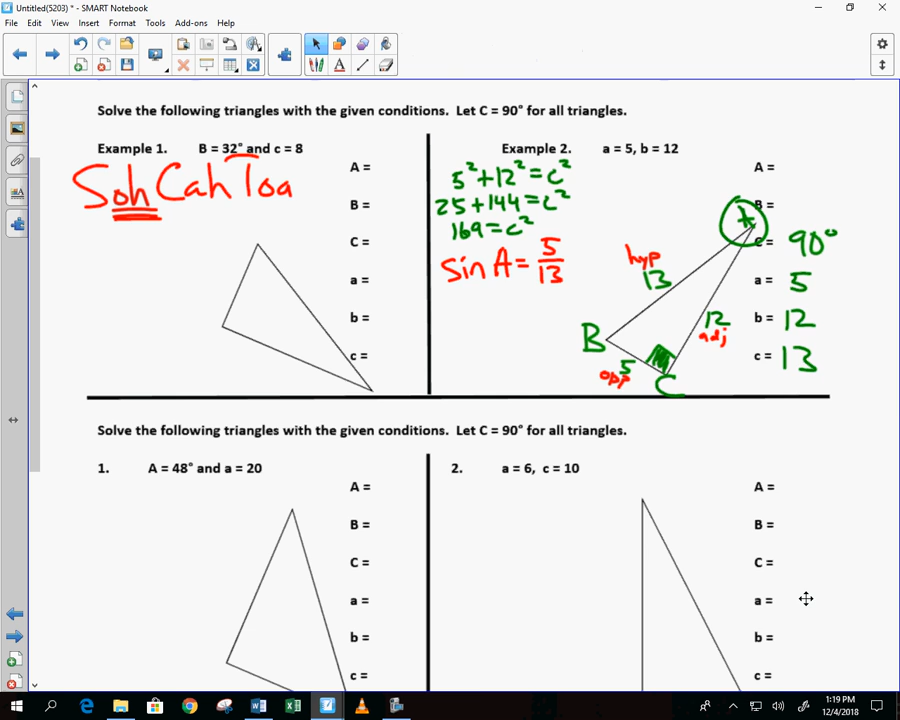 Untitled(5203) * - SMART Notebook
File Edit View Insert Format Tools Add-ons Help
Solve the following triangles with the given conditions. Let C = 90° for all triangles.
Example 1. B = 32° and c = 8
SohCahToa
A =
B =
C =
a =
b =
c =
Example 2. a = 5, b = 12
5² + 12² = c²
25 + 144 = c²
169 = c²
sin A = 5/13
A
hyp
13
B
12
adj
5
opp
C
A =
B =
C = 90°
a = 5
b = 12
c = 13
Solve the following triangles with the given conditions. Let C = 90° for all triangles.
1. A = 48° and a = 20
A =
B =
C =
a =
b =
c =
2. a = 6, c = 10
A =
B =
C =
a =
b =
c =
1:19 PM
12/4/2018